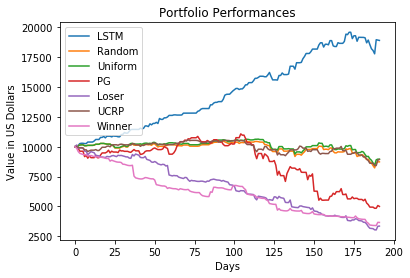 Portfolio Performances
Value in US Dollars
20000
17500
15000
12500
10000
7500
5000
2500
LSTM
Random
Uniform
PG
Loser
UCRP
Winner
0
25
50
75
100
125
150
175
200
Days